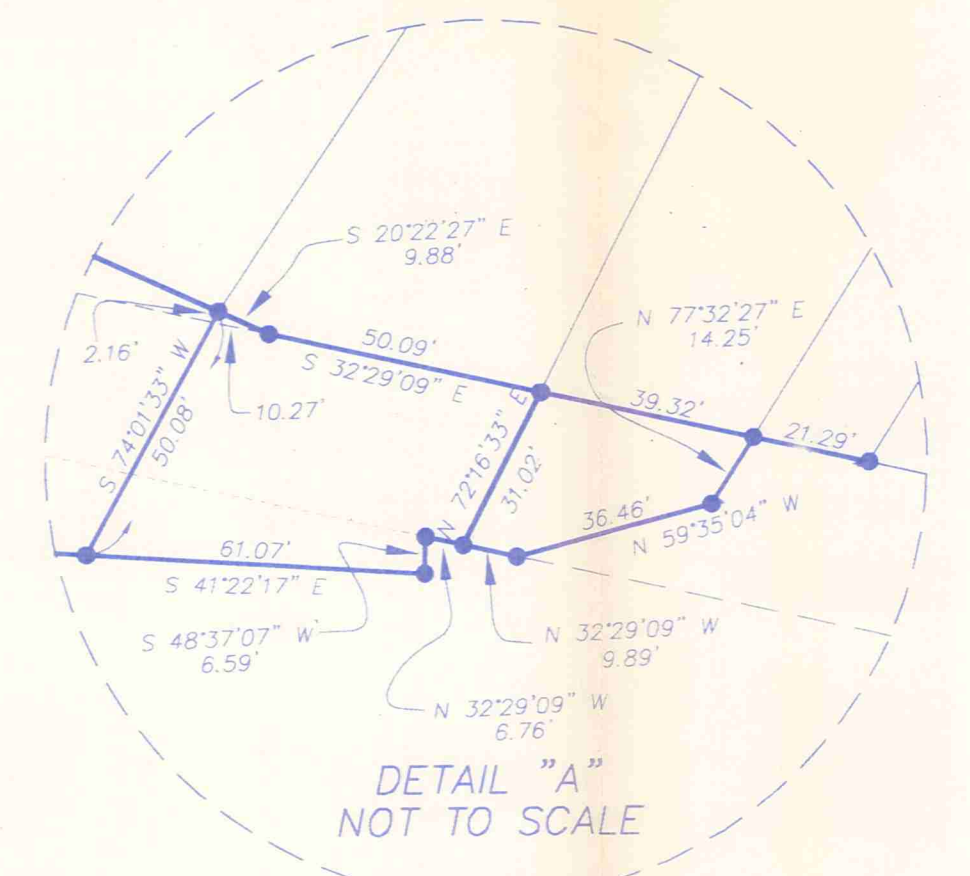 S 20°22'27" E
9.88'
N 77°32'27" E
14.25'
2.16'
50.09'
S 32°29'09" E
10.27'
39.32'
21.29'
S 74°01'33" W
50.08'
N 72°16'33" E
31.02'
36.46'
N 59°35'04" W
61.07'
S 41°22'17" E
S 48°37'07" W
6.59'
N 32°29'09" W
9.89'
N 32°29'09" W
6.76'
DETAIL "A"
NOT TO SCALE